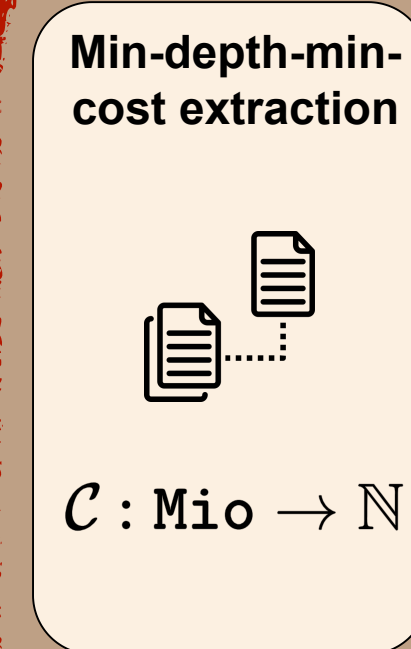 Min-depth-min-
cost extraction
𝒞 : Mio → ℕ